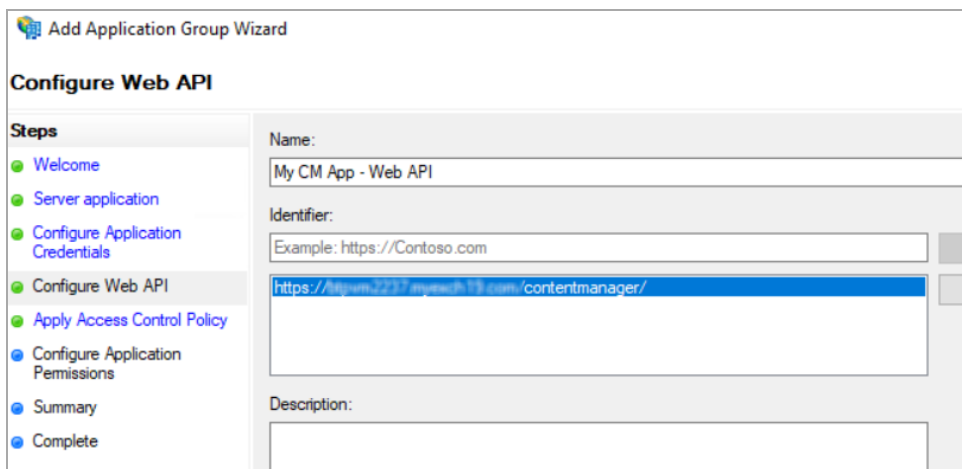 Add Application Group Wizard
Configure Web API
Steps
Welcome
Server application
Configure Application
Credentials
Configure Web API
Apply Access Control Policy
Configure Application
Permissions
Summary
Complete
Name:
My CM App - Web API
Identifier:
Example: https://Contoso.com
https:// /contentmanager/
Description: